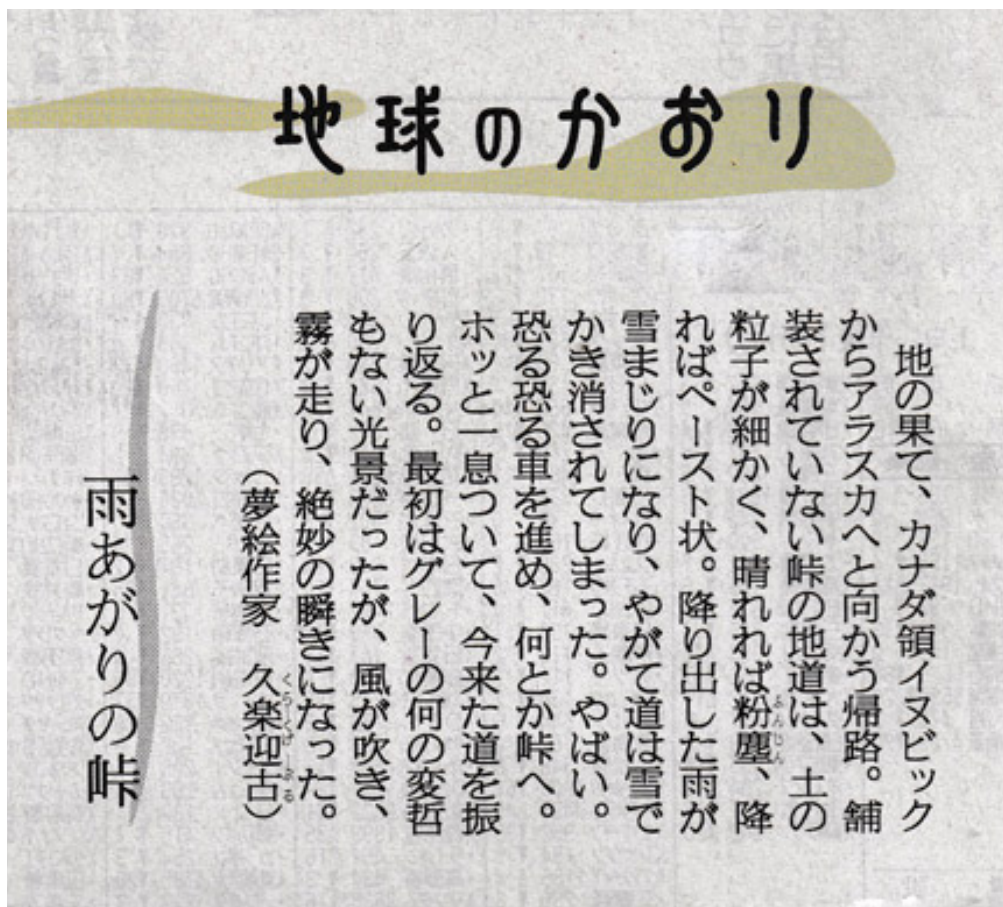 地球のかおり
地の果て、カナダ領イヌビック
からアラスカへと向かう帰路。舗
装されていない峠の地道は、土の
粒子が細かく、晴れれば粉塵、降
ればペースト状。降り出した雨が
雪まじりになり、やがて道は雪で
かき消されてしまった。やばい。
恐る恐る車を進め、何とか峠へ。
ホッと一息ついて、今来た道を振
り返る。最初はグレーの何の変哲
もない光景だったが、風が吹き、
霧が走り、絶妙の瞬きになった。
（夢絵作家　久楽迎古）
雨あがりの峠